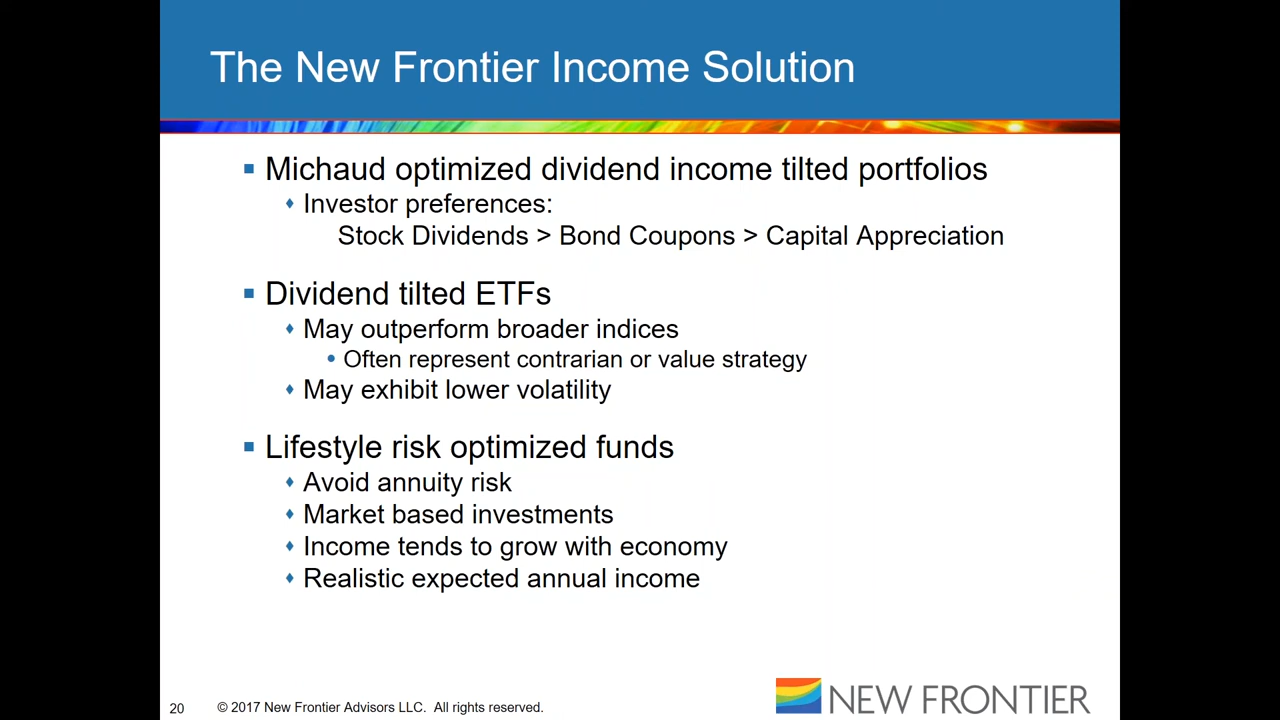 The New Frontier Income Solution
▪ Michaud optimized dividend income tilted portfolios
♦ Investor preferences:
Stock Dividends > Bond Coupons > Capital Appreciation
▪ Dividend tilted ETFs
♦ May outperform broader indices
• Often represent contrarian or value strategy
♦ May exhibit lower volatility
▪ Lifestyle risk optimized funds
♦ Avoid annuity risk
♦ Market based investments
♦ Income tends to grow with economy
♦ Realistic expected annual income
20 © 2017 New Frontier Advisors LLC. All rights reserved.
NEW FRONTIER